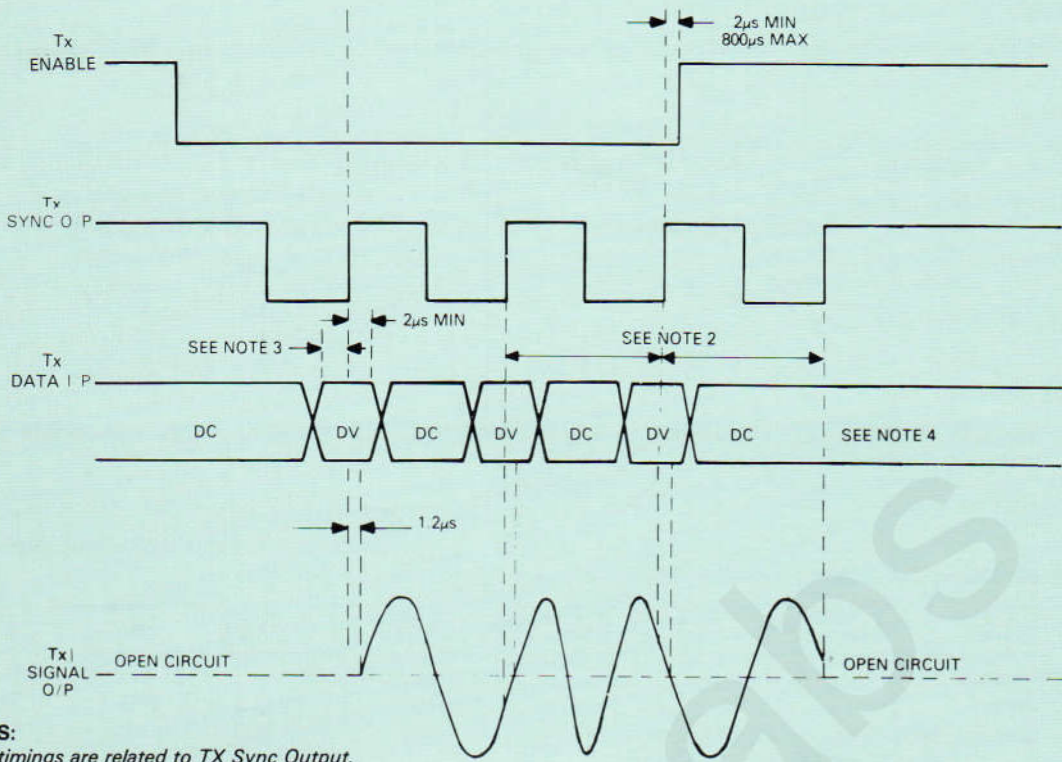 2µs MIN
800µs MAX
Tx
ENABLE
Tx
SYNC O P
2µs MIN
SEE NOTE 3
SEE NOTE 2
Tx
DATA I P
DC
DV
DC
DV
DC
DV
DC
SEE NOTE 4
1.2µs
Tx
SIGNAL
O/P
OPEN CIRCUIT
OPEN CIRCUIT
S:
timings are related to TX Sync Output.
abs